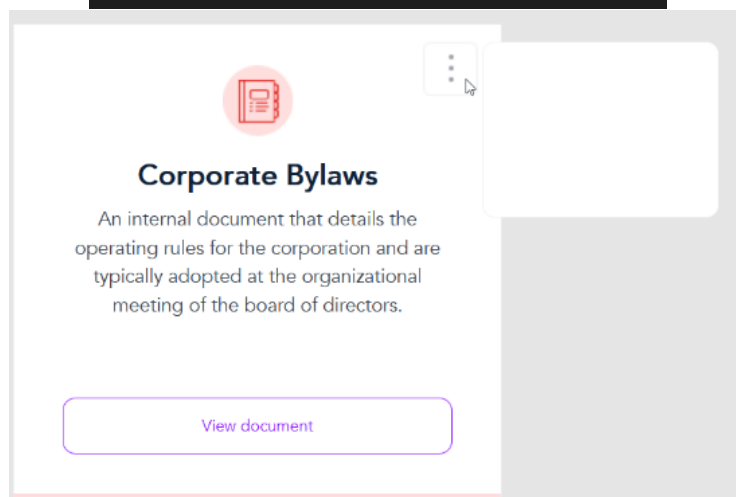 Corporate Bylaws
An internal document that details the
operating rules for the corporation and are
typically adopted at the organizational
meeting of the board of directors.
View document